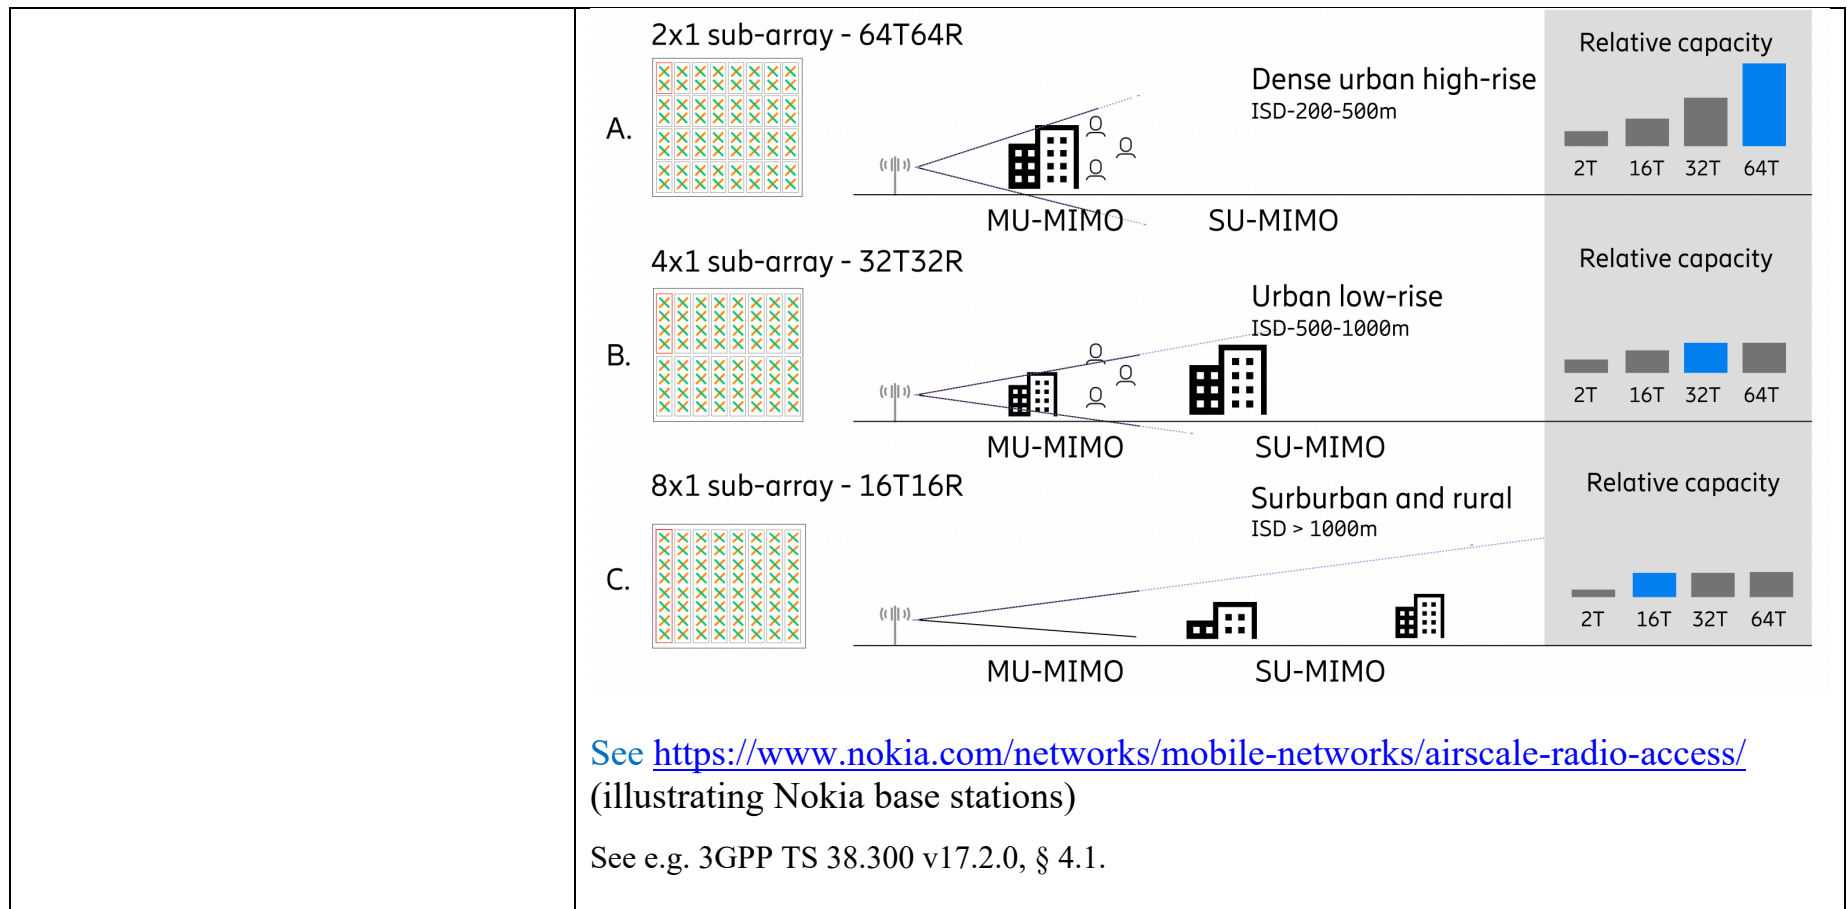 2x1 sub-array - 64T64R
A.
Dense urban high-rise
ISD-200-500m
MU-MIMO SU-MIMO
Relative capacity
2T 16T 32T 64T
4x1 sub-array - 32T32R
B.
Urban low-rise
ISD-500-1000m
MU-MIMO SU-MIMO
Relative capacity
2T 16T 32T 64T
8x1 sub-array - 16T16R
C.
Surburban and rural
ISD > 1000m
MU-MIMO SU-MIMO
Relative capacity
2T 16T 32T 64T
See https://www.nokia.com/networks/mobile-networks/airscale-radio-access/
(illustrating Nokia base stations)
See e.g. 3GPP TS 38.300 v17.2.0, § 4.1.